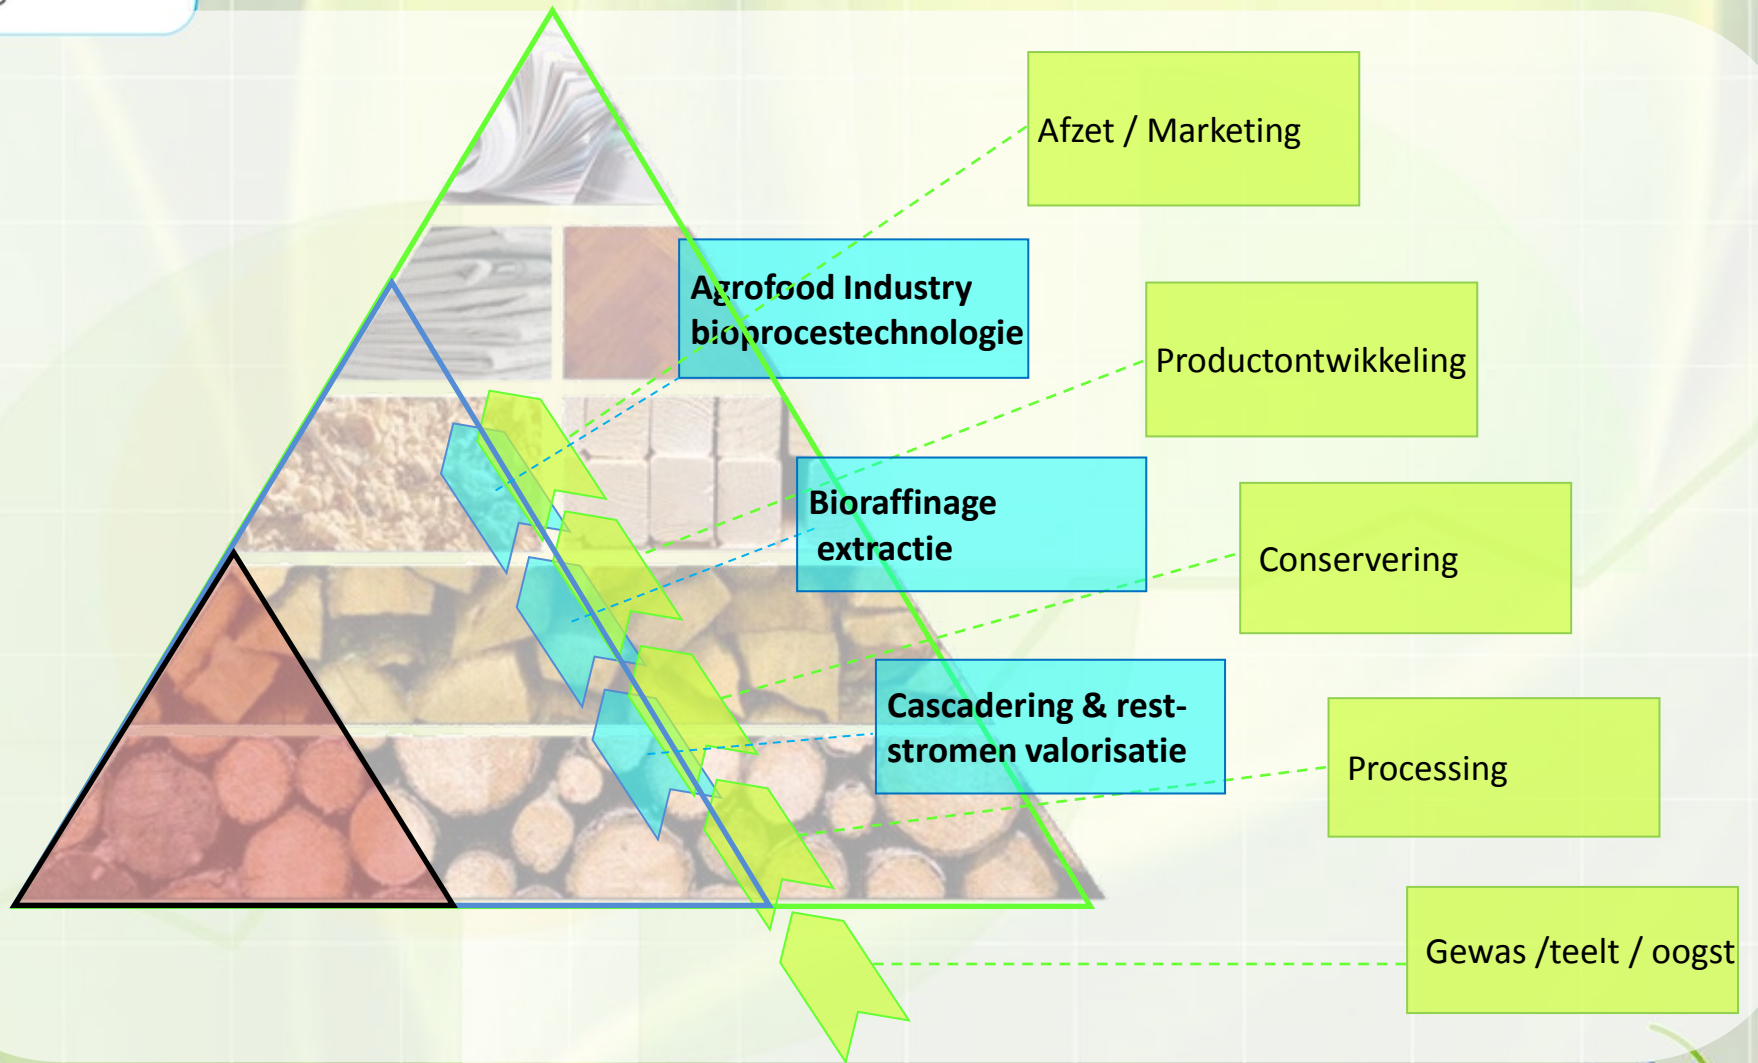 Afzet / Marketing
Agrofood Industry
bioprocestechnologie
Productontwikkeling
Bioraffinage
extractie
Conservering
Cascadering & rest-
stromen valorisatie
Processing
Gewas /teelt / oogst